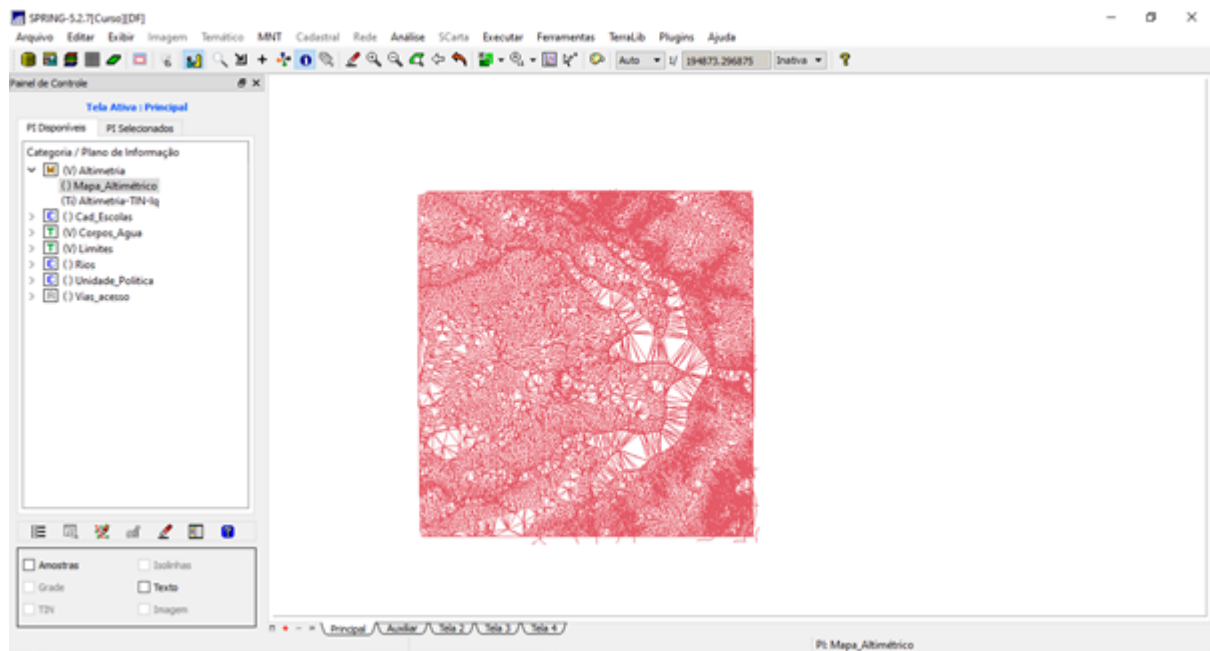 SPRING-5.2.7[Curso][DF]
Arquivo Editar Exibir Imagem Temático MNT Cadastral Rede Análise SCarta Executar Ferramentas TerraLib Plugins Ajuda
Auto 1/ 194873.296875 Inativa
Painel de Controle
Tela Ativa : Principal
PI Disponíveis PI Selecionados
Categoria / Plano de Informação
(V) Altimetria
() Mapa_Altimétrico
(Ti) Altimetria-TIN-lq
() Cad_Escolas
(V) Corpos_Agua
(V) Limites
() Rios
() Unidade_Politica
() Vias_acesso
Amostras Isolinhas
Grade Texto
TIN Imagem
Principal Auxiliar Tela 2 Tela 3 Tela 4
PI: Mapa_Altimétrico